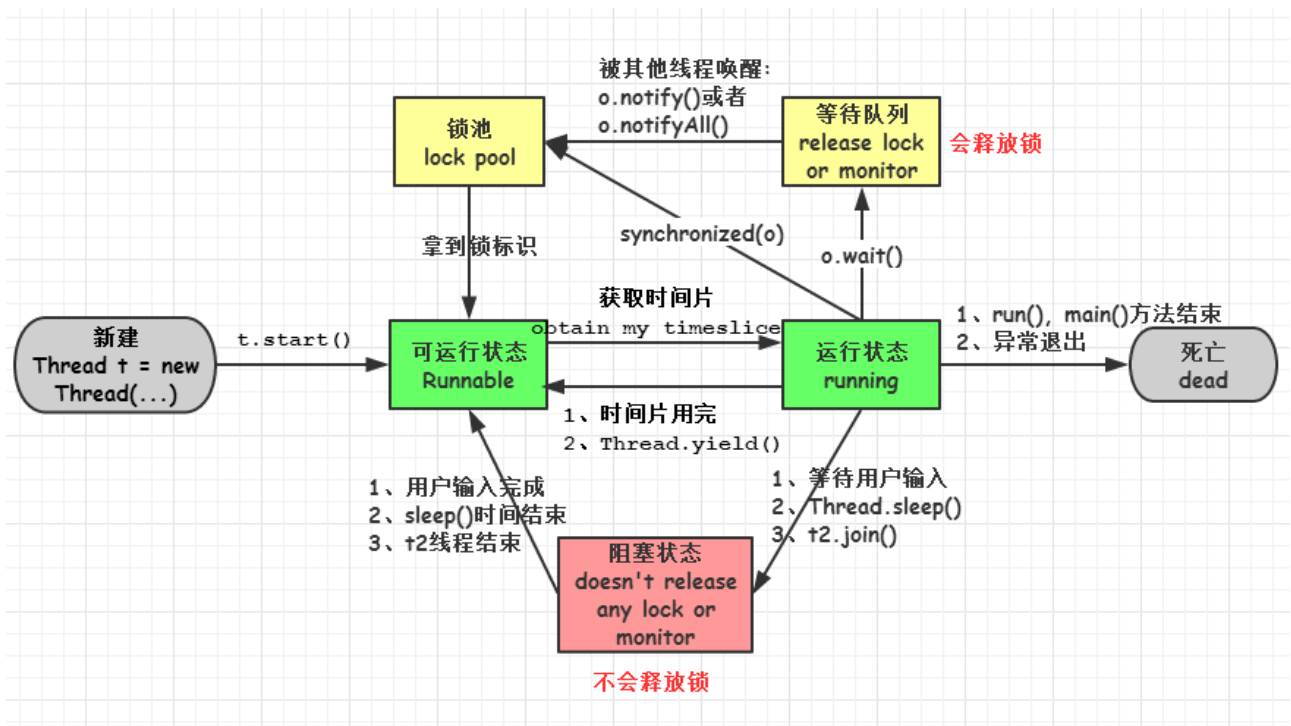 被其他线程唤醒:
o.notify()或者
o.notifyAll()
锁池
lock pool
等待队列
release lock
or monitor
会释放锁
拿到锁标识
synchronized(o)
o.wait()
获取时间片
obtain my timeslice
新建
Thread t = new
Thread(...)
t.start()
可运行状态
Runnable
运行状态
running
1、run(), main()方法结束
2、异常退出
死亡
dead
1、时间片用完
2、Thread.yield()
1、用户输入完成
2、sleep()时间结束
3、t2线程结束
1、等待用户输入
2、Thread.sleep()
3、t2.join()
阻塞状态
doesn't release
any lock or
monitor
不会释放锁